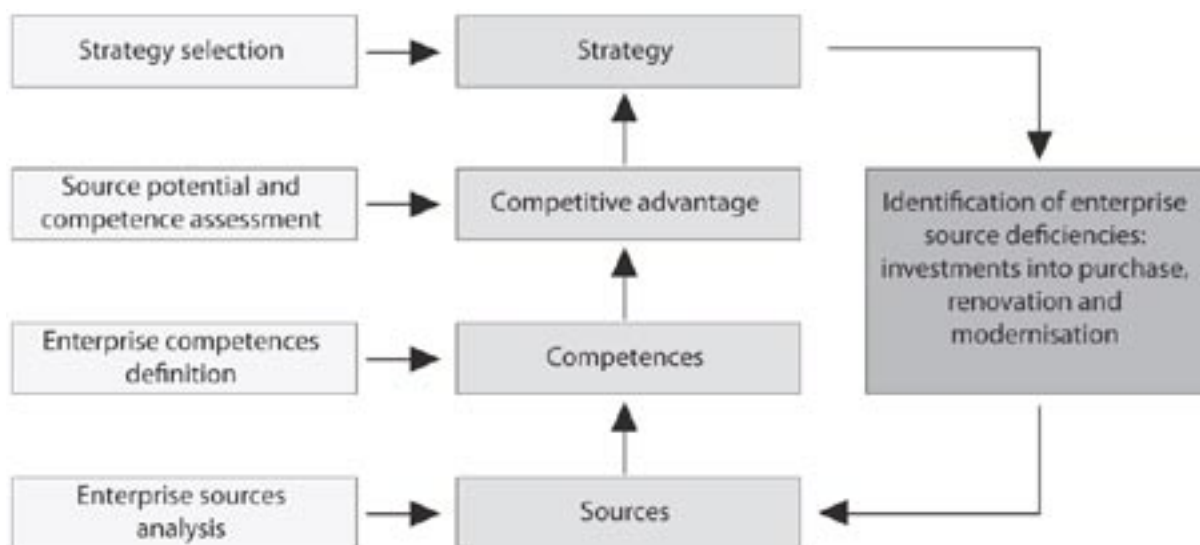 Strategy selection
Strategy
Source potential and
competence assessment
Competitive advantage
Identification of enterprise
source deficiencies:
investments into purchase,
renovation and
modernisation
Enterprise competences
definition
Competences
Enterprise sources
analysis
Sources